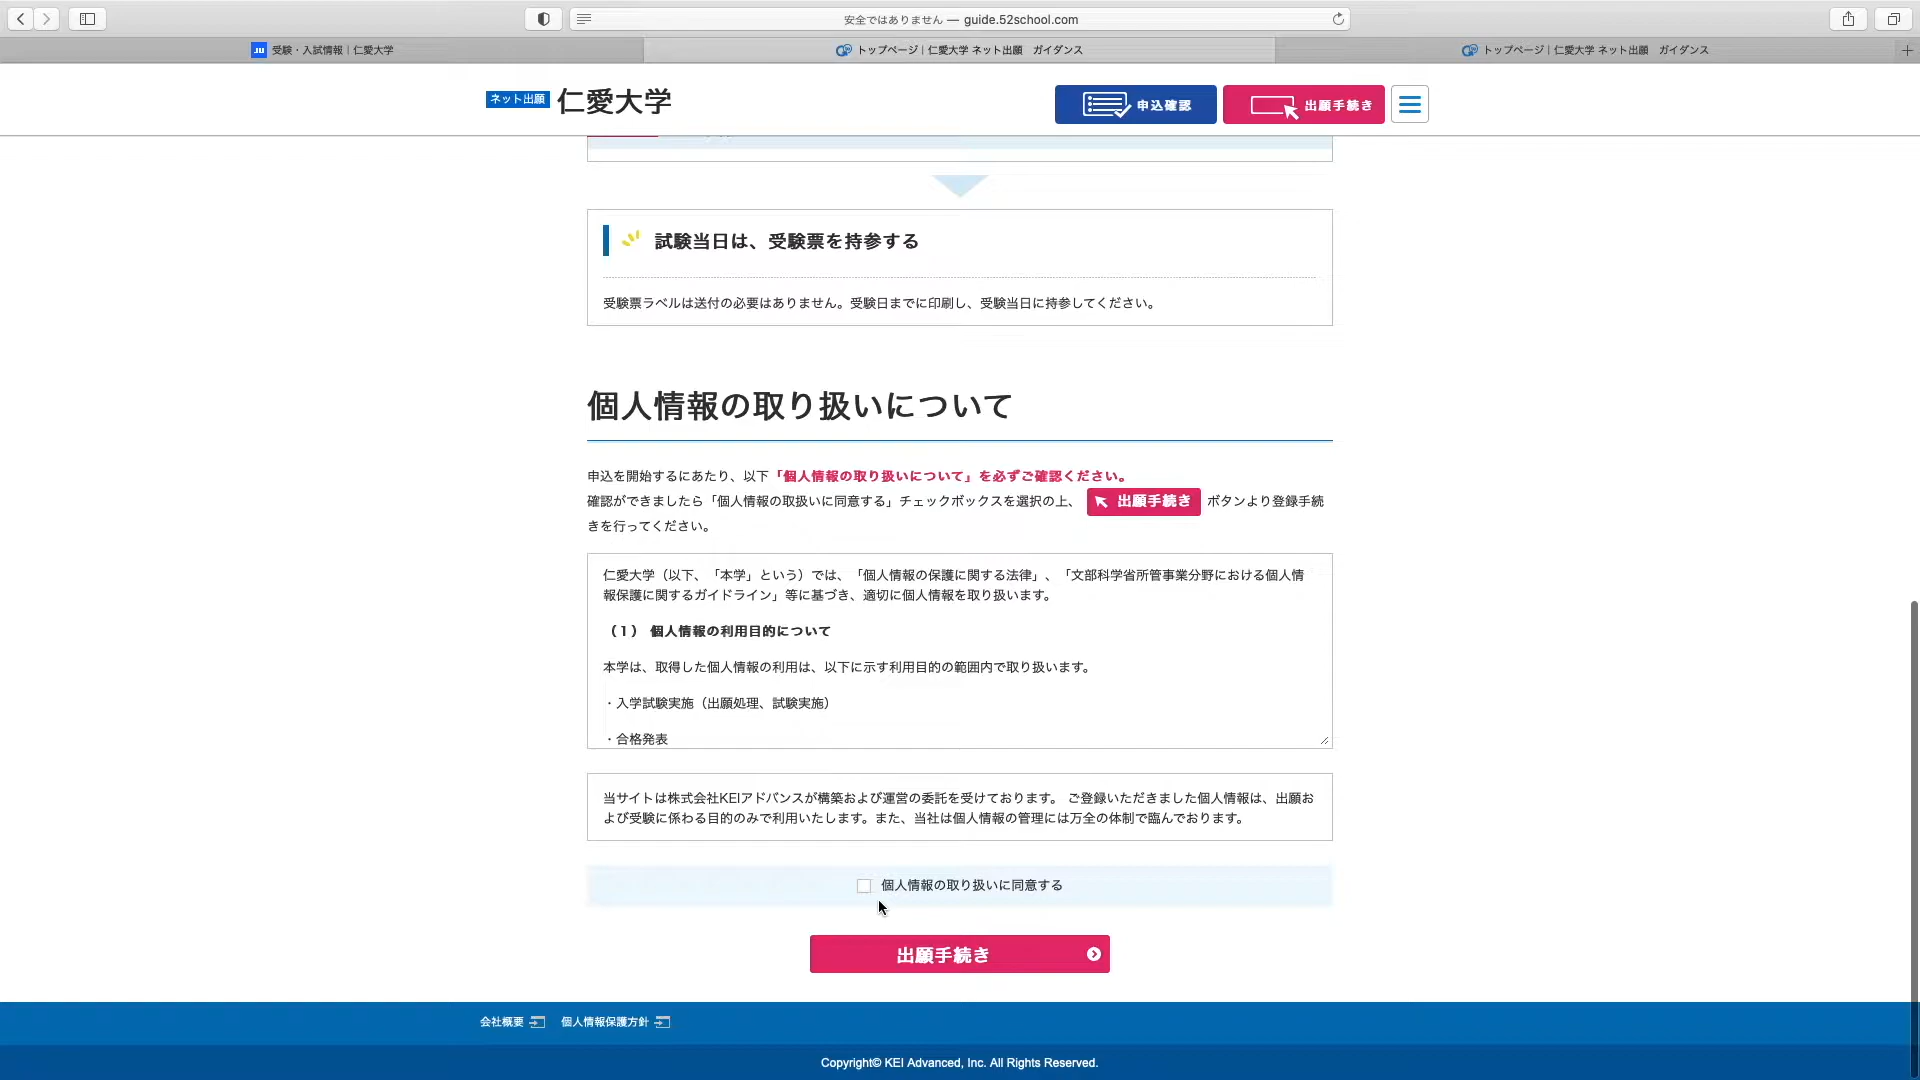 安全ではありません — guide.52school.com
受験・入試情報｜仁愛大学
トップページ｜仁愛大学 ネット出願　ガイダンス
トップページ｜仁愛大学 ネット出願　ガイダンス
ネット出願 仁愛大学
申込確認
出願手続き
試験当日は、受験票を持参する
受験票ラベルは送付の必要はありません。受験日までに印刷し、受験当日に持参してください。
個人情報の取り扱いについて
申込を開始するにあたり、以下「個人情報の取り扱いについて」を必ずご確認ください。
確認ができましたら「個人情報の取扱いに同意する」チェックボックスを選択の上、 出願手続き ボタンより登録手続
きを行ってください。
仁愛大学（以下、「本学」という）では、「個人情報の保護に関する法律」、「文部科学省所管事業分野における個人情
報保護に関するガイドライン」等に基づき、適切に個人情報を取り扱います。
（１） 個人情報の利用目的について
本学は、取得した個人情報の利用は、以下に示す利用目的の範囲内で取り扱います。
・入学試験実施（出願処理、試験実施）
・合格発表
当サイトは株式会社KEIアドバンスが構築および運営の委託を受けております。 ご登録いただきました個人情報は、出願お
よび受験に係わる目的のみで利用いたします。また、当社は個人情報の管理には万全の体制で臨んでおります。
個人情報の取り扱いに同意する
出願手続き
会社概要 個人情報保護方針
Copyright© KEI Advanced, Inc. All Rights Reserved.